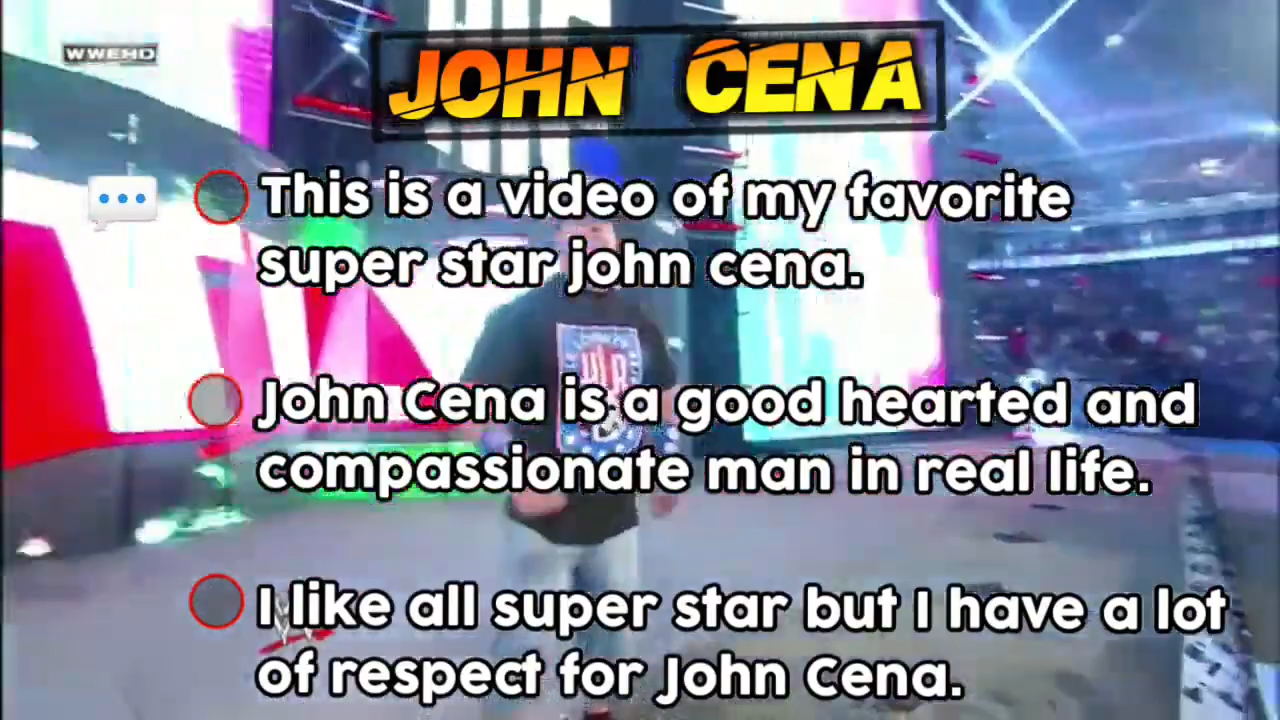 WWEHD
JOHN CENA
This is a video of my favorite
super star john cena.
John Cena is a good hearted and
compassionate man in real life.
I like all super star but I have a lot
of respect for John Cena.